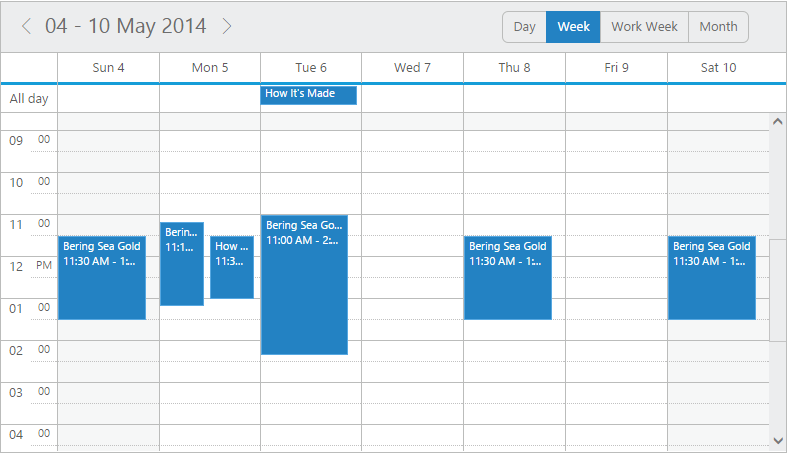 04 - 10 May 2014
Day Week Work Week Month
Sun 4 Mon 5 Tue 6 Wed 7 Thu 8 Fri 9 Sat 10
All day How It's Made
09 00
10 00
11 00
Berin... Bering Sea Go...
11:1... 11:00 AM - 2:...
Bering Sea Gold How ... Bering Sea Gold Bering Sea Gold
11:30 AM - 1:... 11:3... 11:30 AM - 1:... 11:30 AM - 1:...
12 PM
01 00
02 00
03 00
04 00